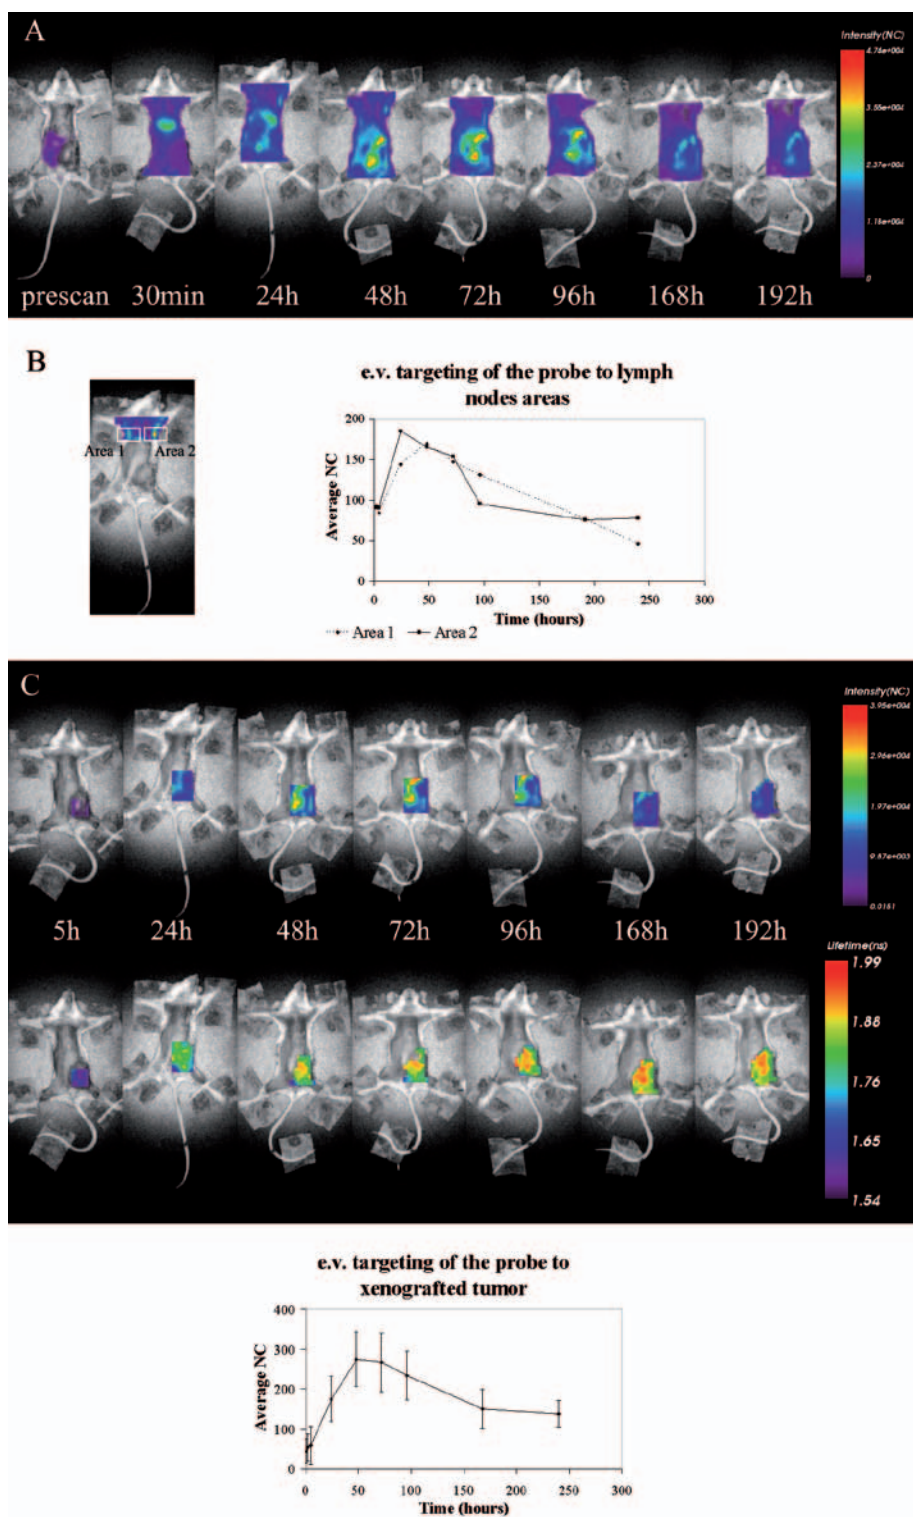 A
Intensity(NC)
4.76e+004
3.55e+004
2.37e+004
1.18e+004
0
prescan 30min 24h 48h 72h 96h 168h 192h
B
e.v. targeting of the probe to lymph
nodes areas
Area 1 Area 2
Average NC
200
150
100
50
0
0 50 100 150 200 250 300
Time (hours)
Area 1 Area 2
C
Intensity(NC)
3.95e+004
2.96e+004
1.97e+004
9.87e+003
0.0151
5h 24h 48h 72h 96h 168h 192h
Lifetime(ns)
1.99
1.88
1.76
1.65
1.54
e.v. targeting of the probe to
xenografted tumor
Average NC
400
300
200
100
0
0 50 100 150 200 250 300
Time (hours)